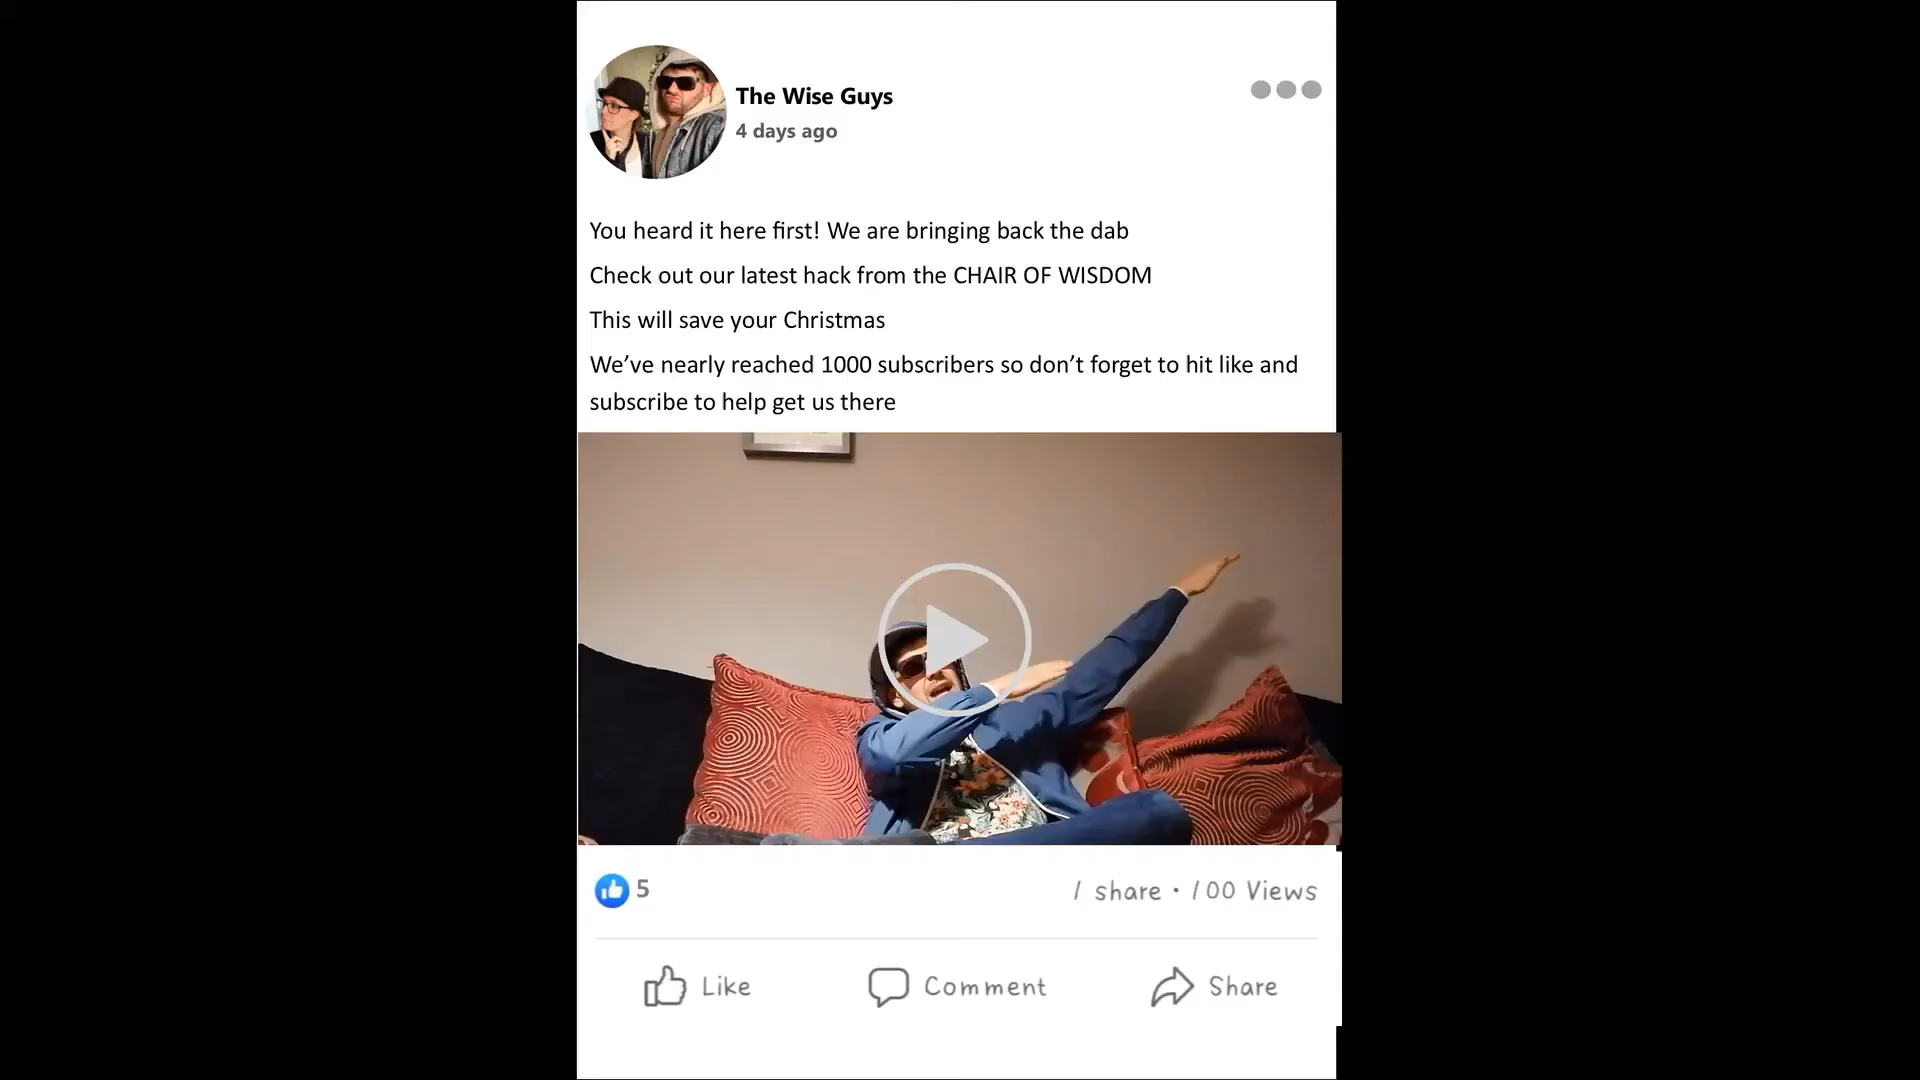 The Wise Guys
4 days ago
You heard it here first! We are bringing back the dab
Check out our latest hack from the CHAIR OF WISDOM
This will save your Christmas
We’ve nearly reached 1000 subscribers so don’t forget to hit like and
subscribe to help get us there
5
1 share • 100 Views
Like
Comment
Share